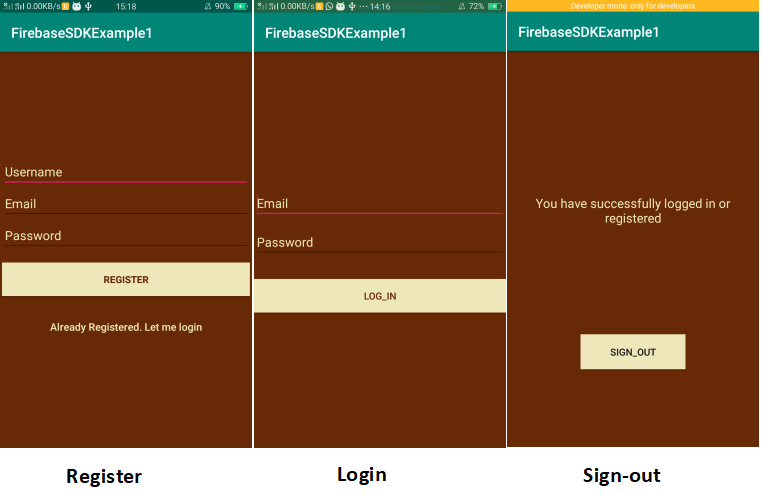 0.00KB/s 15:18 90%
FirebaseSDKExample1
Username
Email
Password
REGISTER
Already Registered. Let me login
Register
0.00KB/s ··· 14:16 72%
FirebaseSDKExample1
Email
Password
LOG_IN
Login
Developer mode: only for developers
FirebaseSDKExample1
You have successfully logged in or
registered
SIGN_OUT
Sign-out